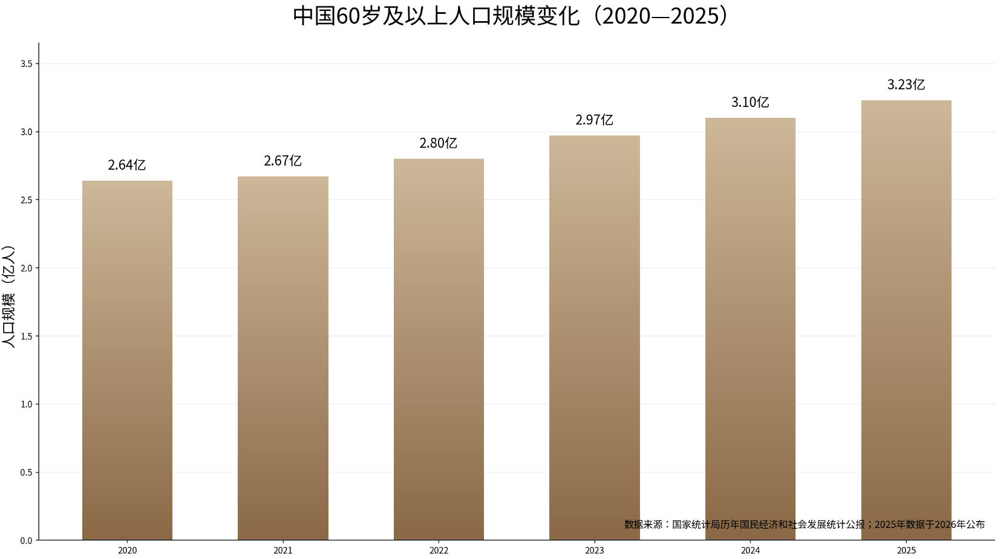 中国60岁及以上人口规模变化（2020—2025）
人口规模（亿人）
3.5
3.0
2.5
2.0
1.5
1.0
0.5
0.0
2.64亿
2.67亿
2.80亿
2.97亿
3.10亿
3.23亿
数据来源：国家统计局历年国民经济和社会发展统计公报；2025年数据于2026年公布
2020
2021
2022
2023
2024
2025